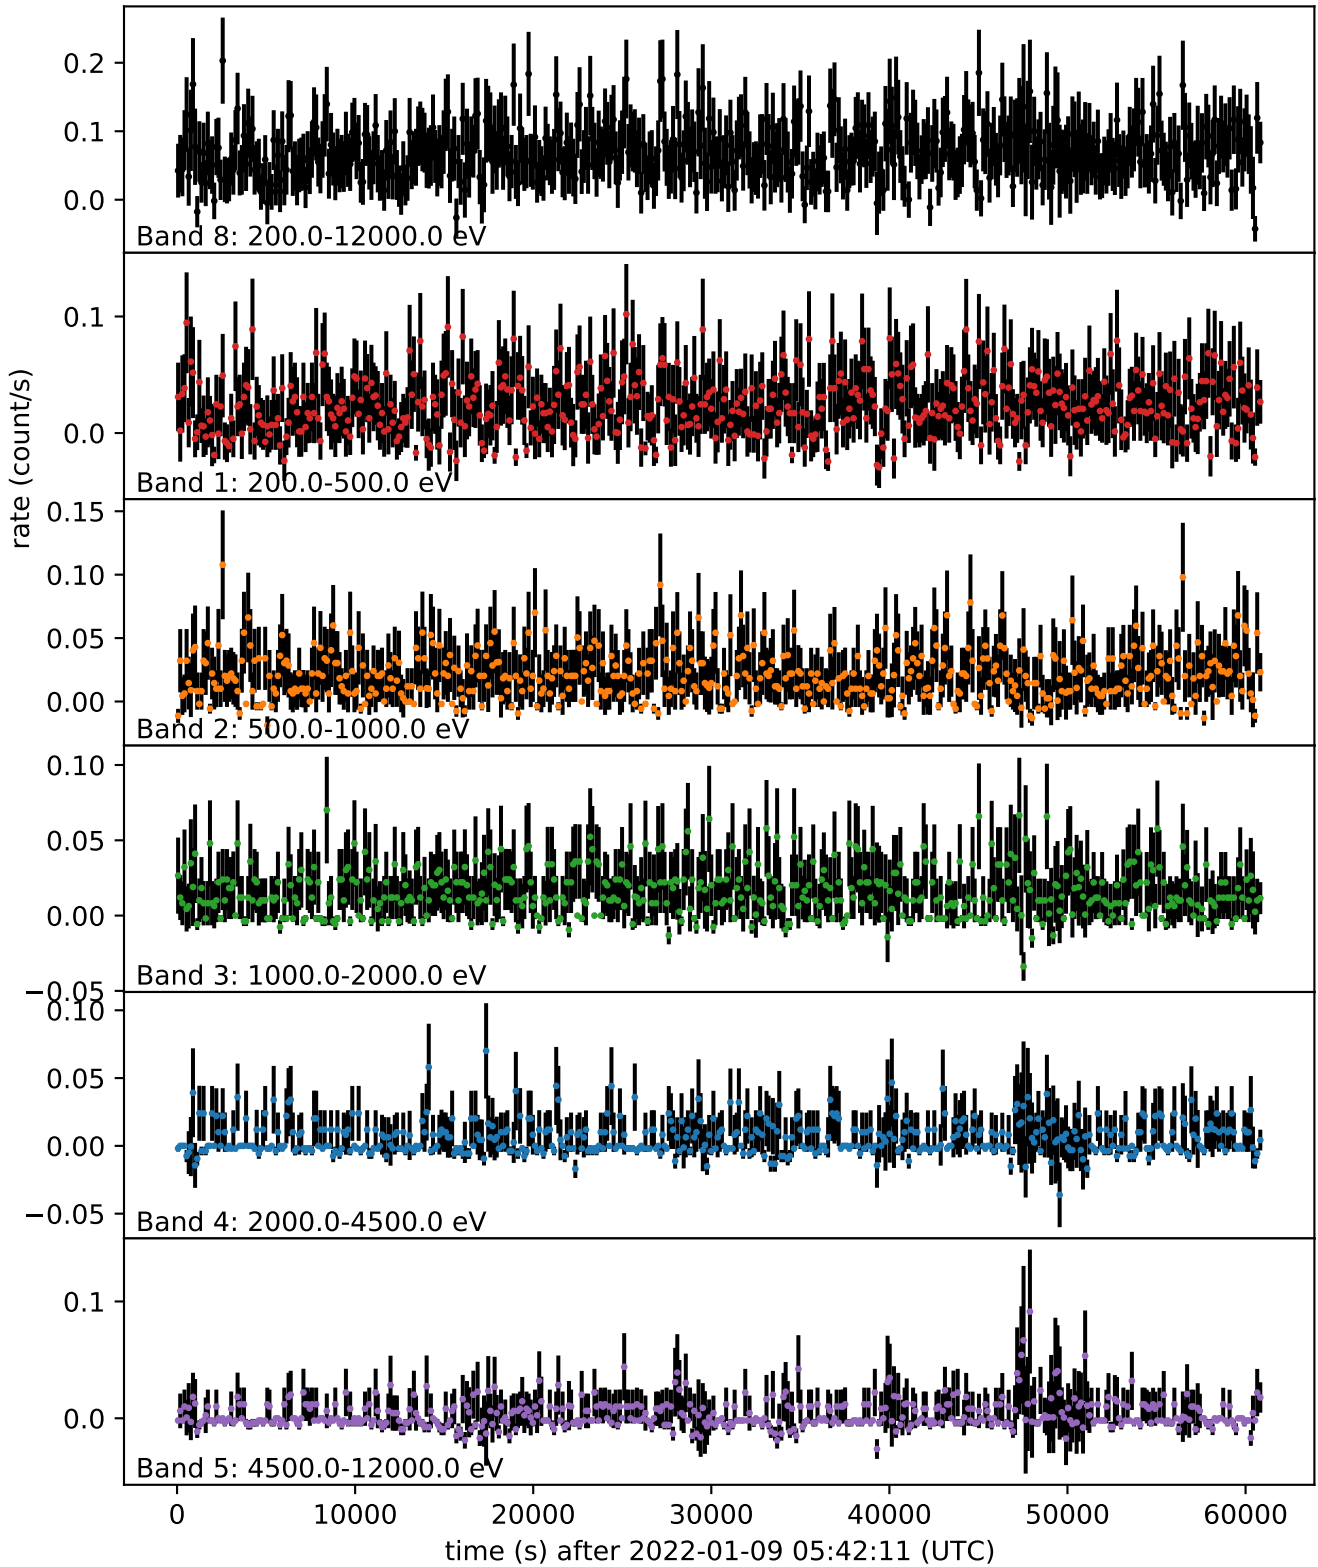 0.2
0.1
0.0
Band 8: 200.0-12000.0 eV
0.1
0.0
Band 1: 200.0-500.0 eV
rate (count/s)
0.15
0.10
0.05
0.00
Band 2: 500.0-1000.0 eV
0.10
0.05
0.00
−0.05
Band 3: 1000.0-2000.0 eV
0.10
0.05
0.00
−0.05
Band 4: 2000.0-4500.0 eV
0.1
0.0
Band 5: 4500.0-12000.0 eV
0 10000 20000 30000 40000 50000 60000
time (s) after 2022-01-09 05:42:11 (UTC)